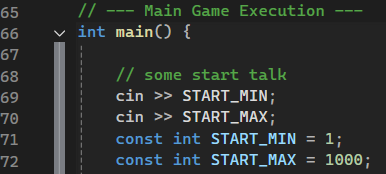 65 // --- Main Game Execution ---
66 int main() {
67
68 // some start talk
69 cin >> START_MIN;
70 cin >> START_MAX;
71 const int START_MIN = 1;
72 const int START_MAX = 1000;